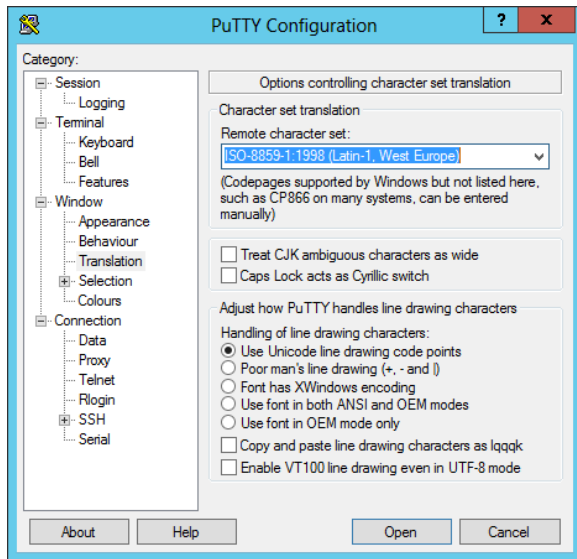 PuTTY Configuration
?
x
Category:
Session
Logging
Terminal
Keyboard
Bell
Features
Window
Appearance
Behaviour
Translation
Selection
Colours
Connection
Data
Proxy
Telnet
Rlogin
SSH
Serial
Options controlling character set translation
Character set translation
Remote character set:
ISO-8859-1:1998 (Latin-1, West Europe)
(Codepages supported by Windows but not listed here,
such as CP866 on many systems, can be entered
manually)
Treat CJK ambiguous characters as wide
Caps Lock acts as Cyrillic switch
Adjust how PuTTY handles line drawing characters
Handling of line drawing characters:
Use Unicode line drawing code points
Poor man's line drawing (+, - and |)
Font has XWindows encoding
Use font in both ANSI and OEM modes
Use font in OEM mode only
Copy and paste line drawing characters as lqqqk
Enable VT100 line drawing even in UTF-8 mode
About
Help
Open
Cancel